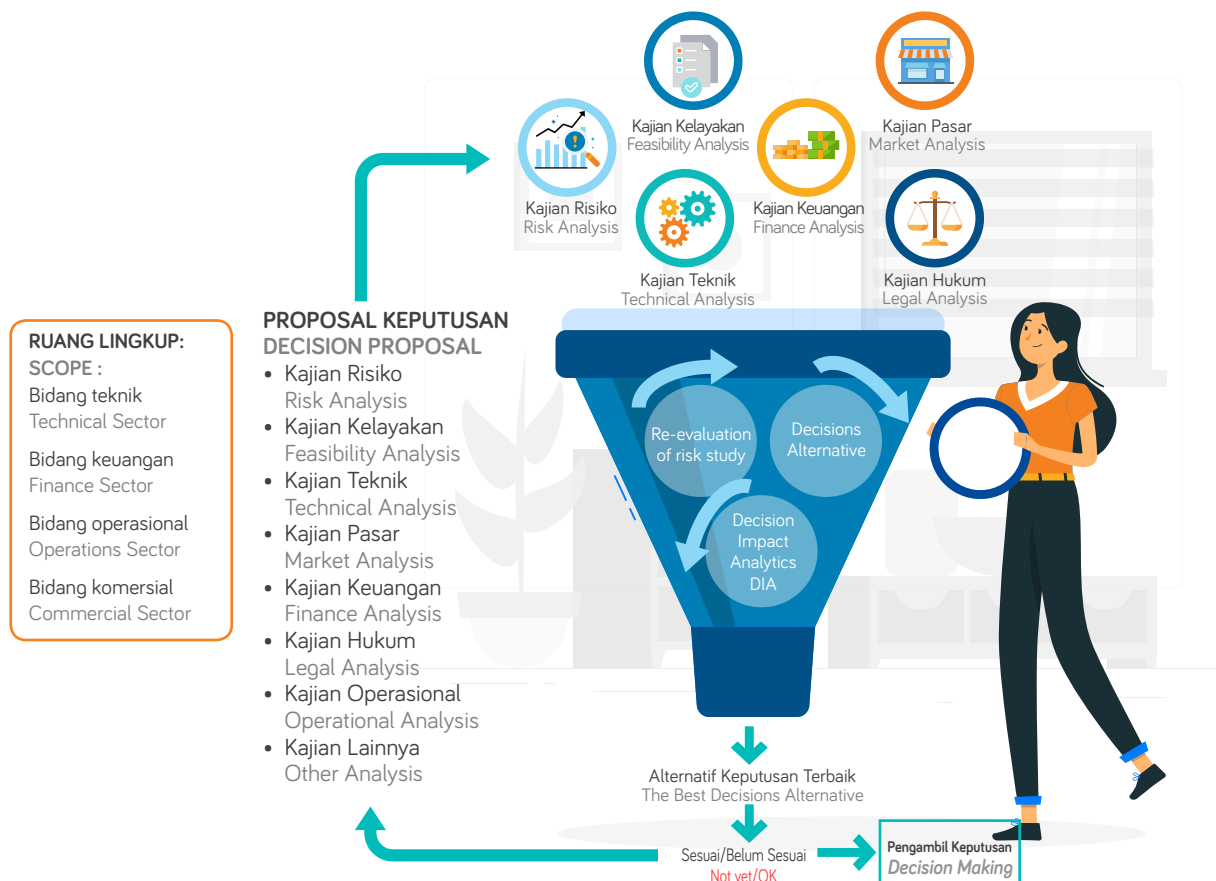 Kajian Kelayakan
Feasibility Analysis
Kajian Pasar
Market Analysis
Kajian Risiko
Risk Analysis
Kajian Keuangan
Finance Analysis
Kajian Teknik
Technical Analysis
Kajian Hukum
Legal Analysis
RUANG LINGKUP:
SCOPE :
Bidang teknik
Technical Sector
Bidang keuangan
Finance Sector
Bidang operasional
Operations Sector
Bidang komersial
Commercial Sector
PROPOSAL KEPUTUSAN
DECISION PROPOSAL
• Kajian Risiko
Risk Analysis
• Kajian Kelayakan
Feasibility Analysis
• Kajian Teknik
Technical Analysis
• Kajian Pasar
Market Analysis
• Kajian Keuangan
Finance Analysis
• Kajian Hukum
Legal Analysis
• Kajian Operasional
Operational Analysis
• Kajian Lainnya
Other Analysis
Re-evaluation
of risk study
Decisions
Alternative
Decision
Impact
Analytics
DIA
Alternatif Keputusan Terbaik
The Best Decisions Alternative
Sesuai/Belum Sesuai
Not yet/OK
Pengambil Keputusan
Decision Making